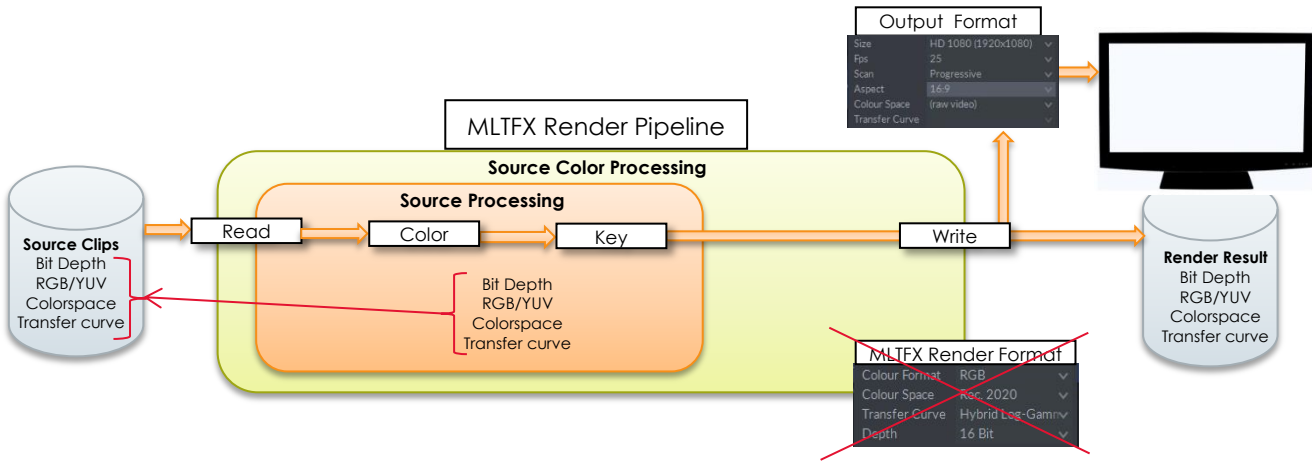 Output Format
Size HD 1080 (1920x1080)
Fps 25
Scan Progressive
Aspect 16:9
Colour Space (raw video)
Transfer Curve
MLTFX Render Pipeline
Source Color Processing
Source Processing
Read
Color
Key
Write
Source Clips
Bit Depth
RGB/YUV
Colorspace
Transfer curve
Bit Depth
RGB/YUV
Colorspace
Transfer curve
Render Result
Bit Depth
RGB/YUV
Colorspace
Transfer curve
MLTFX Render Format
Colour Format RGB
Colour Space Rec. 2020
Transfer Curve Hybrid Log-Gamm
Depth 16 Bit